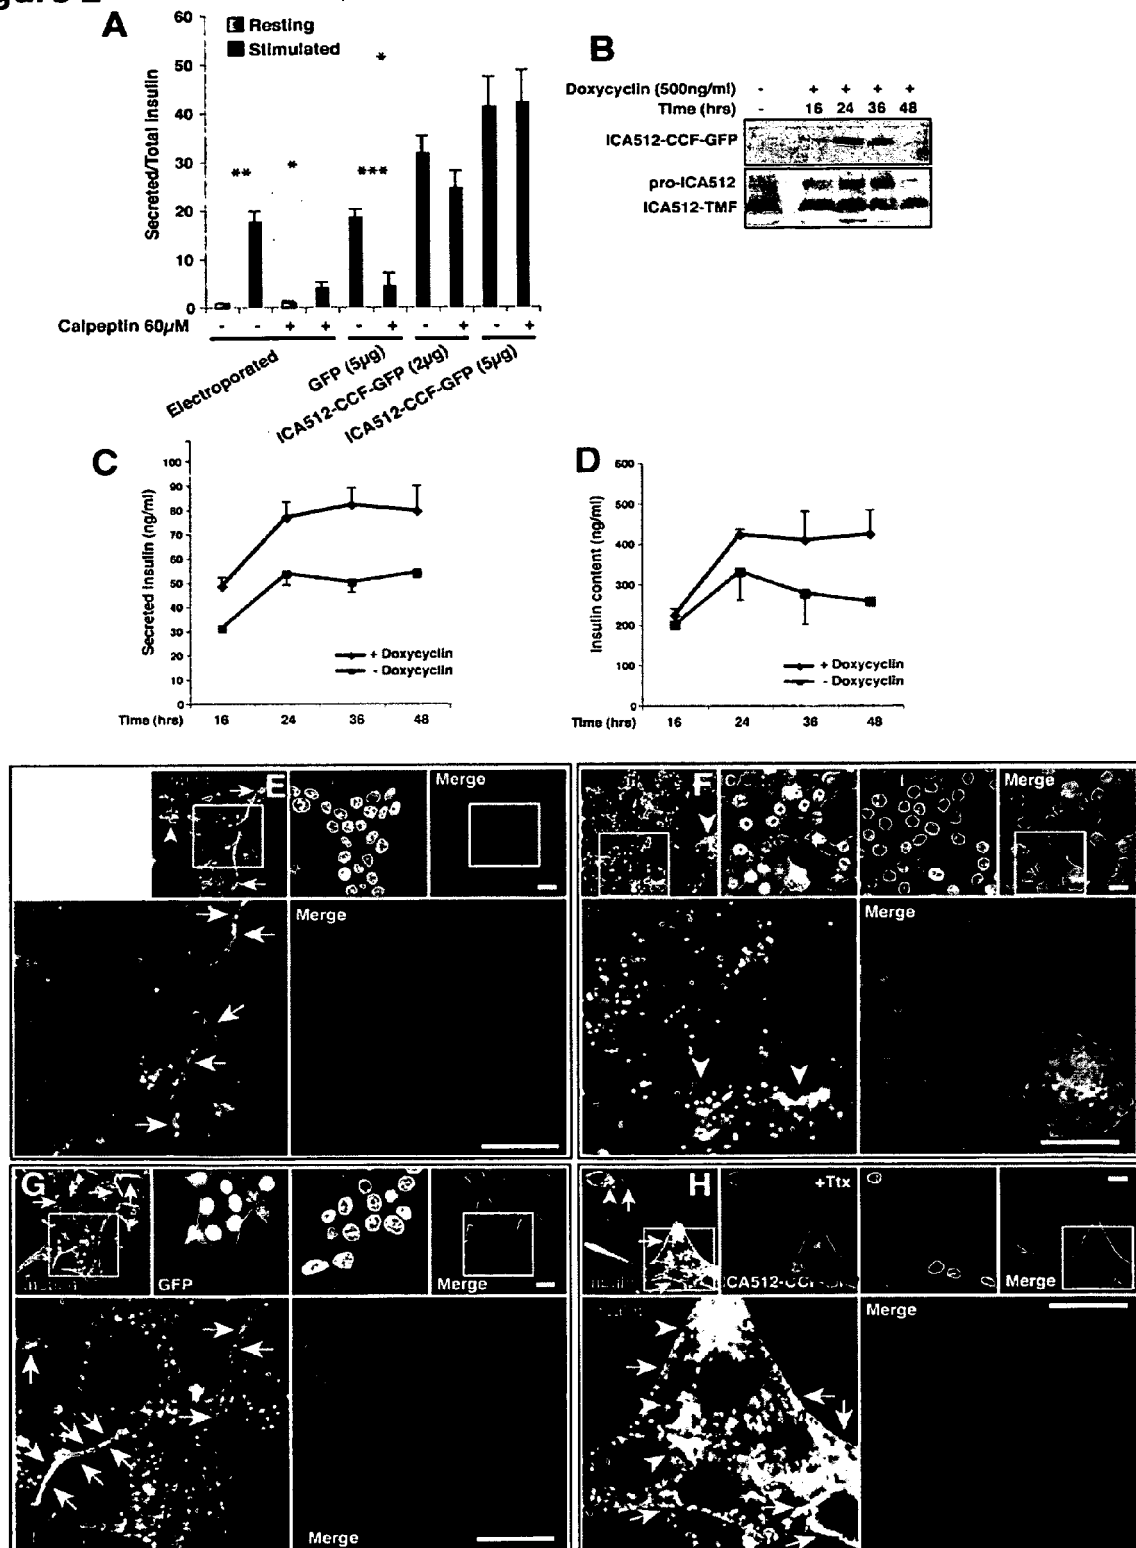 A
60
50
40
30
20
10
0
Secreted/Total Insulin
Resting
Stimulated
** * *** *
Calpeptin 60µM - - + + - + - + - +
Electroporated
GFP (5µg)
ICA512-CCF-GFP (2µg)
ICA512-CCF-GFP (5µg)
B
Doxycyclin (500ng/ml) - + + + +
Time (hrs) - 16 24 36 48
ICA512-CCF-GFP
pro-ICA512
ICA512-TMF
C
100
90
80
70
60
50
40
30
20
10
0
Secreted Insulin (ng/ml)
+ Doxycyclin
- Doxycyclin
Time (hrs) 16 24 36 48
D
600
500
400
300
200
100
0
Insulin content (ng/ml)
+ Doxycyclin
- Doxycyclin
Time (hrs) 16 24 36 48
E
Merge
Merge
F
Merge
Merge
G
GFP
Merge
Merge
H
+Ttx
Merge
Merge